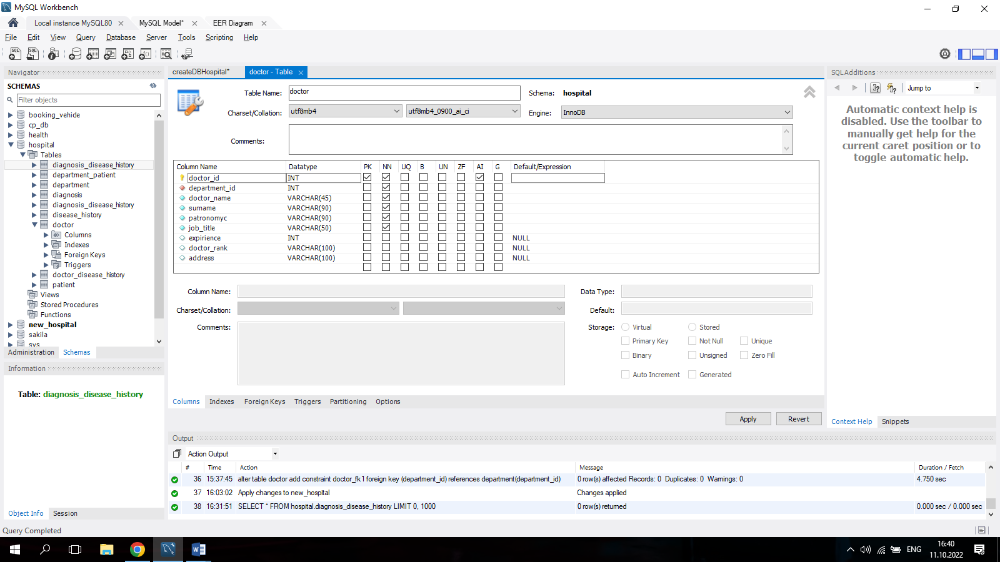 MySQL Workbench
Local instance MySQL80 MySQL Model* EER Diagram
File Edit View Query Database Server Tools Scripting Help
Navigator
SCHEMAS
Filter objects
booking_vehide
cp_db
health
hospital
Tables
diagnosis_disease_history
department_patient
department
diagnosis
diagnosis_disease_history
disease_history
doctor
Columns
Indexes
Foreign Keys
Triggers
doctor_disease_history
patient
Views
Stored Procedures
Functions
new_hospital
sakila
sys
Administration Schemas
Information
Table: diagnosis_disease_history
Object Info Session
createDBHospital* doctor - Table
Table Name: doctor Schema: hospital
Charset/Collation: utf8mb4 utf8mb4_0900_ai_ci Engine: InnoDB
Comments:
Column Name Datatype PK NN UQ B UN ZF AI G Default/Expression
doctor_id INT
department_id INT
doctor_name VARCHAR(45)
surname VARCHAR(90)
patronomyc VARCHAR(90)
job_title VARCHAR(50)
expirience INT NULL
doctor_rank VARCHAR(100) NULL
address VARCHAR(100) NULL
Column Name: Data Type:
Charset/Collation: Default:
Comments: Storage: Virtual Stored
Primary Key Not Null Unique
Binary Unsigned Zero Fill
Auto Increment Generated
Columns Indexes Foreign Keys Triggers Partitioning Options
Apply Revert
SQLAdditions
Jump to
Automatic context help is
disabled. Use the toolbar to
manually get help for the
current caret position or to
toggle automatic help.
Context Help Snippets
Output
Action Output
# Time Action Message Duration / Fetch
36 15:37:45 alter table doctor add constraint doctor_fk1 foreign key (department_id) references department(department_id) 0 row(s) affected Records: 0 Duplicates: 0 Warnings: 0 4.750 sec
37 16:03:02 Apply changes to new_hospital Changes applied
38 16:31:51 SELECT * FROM hospital.diagnosis_disease_history LIMIT 0, 1000 0 row(s) returned 0.000 sec / 0.000 sec
Query Completed
ENG 16:40
11.10.2022